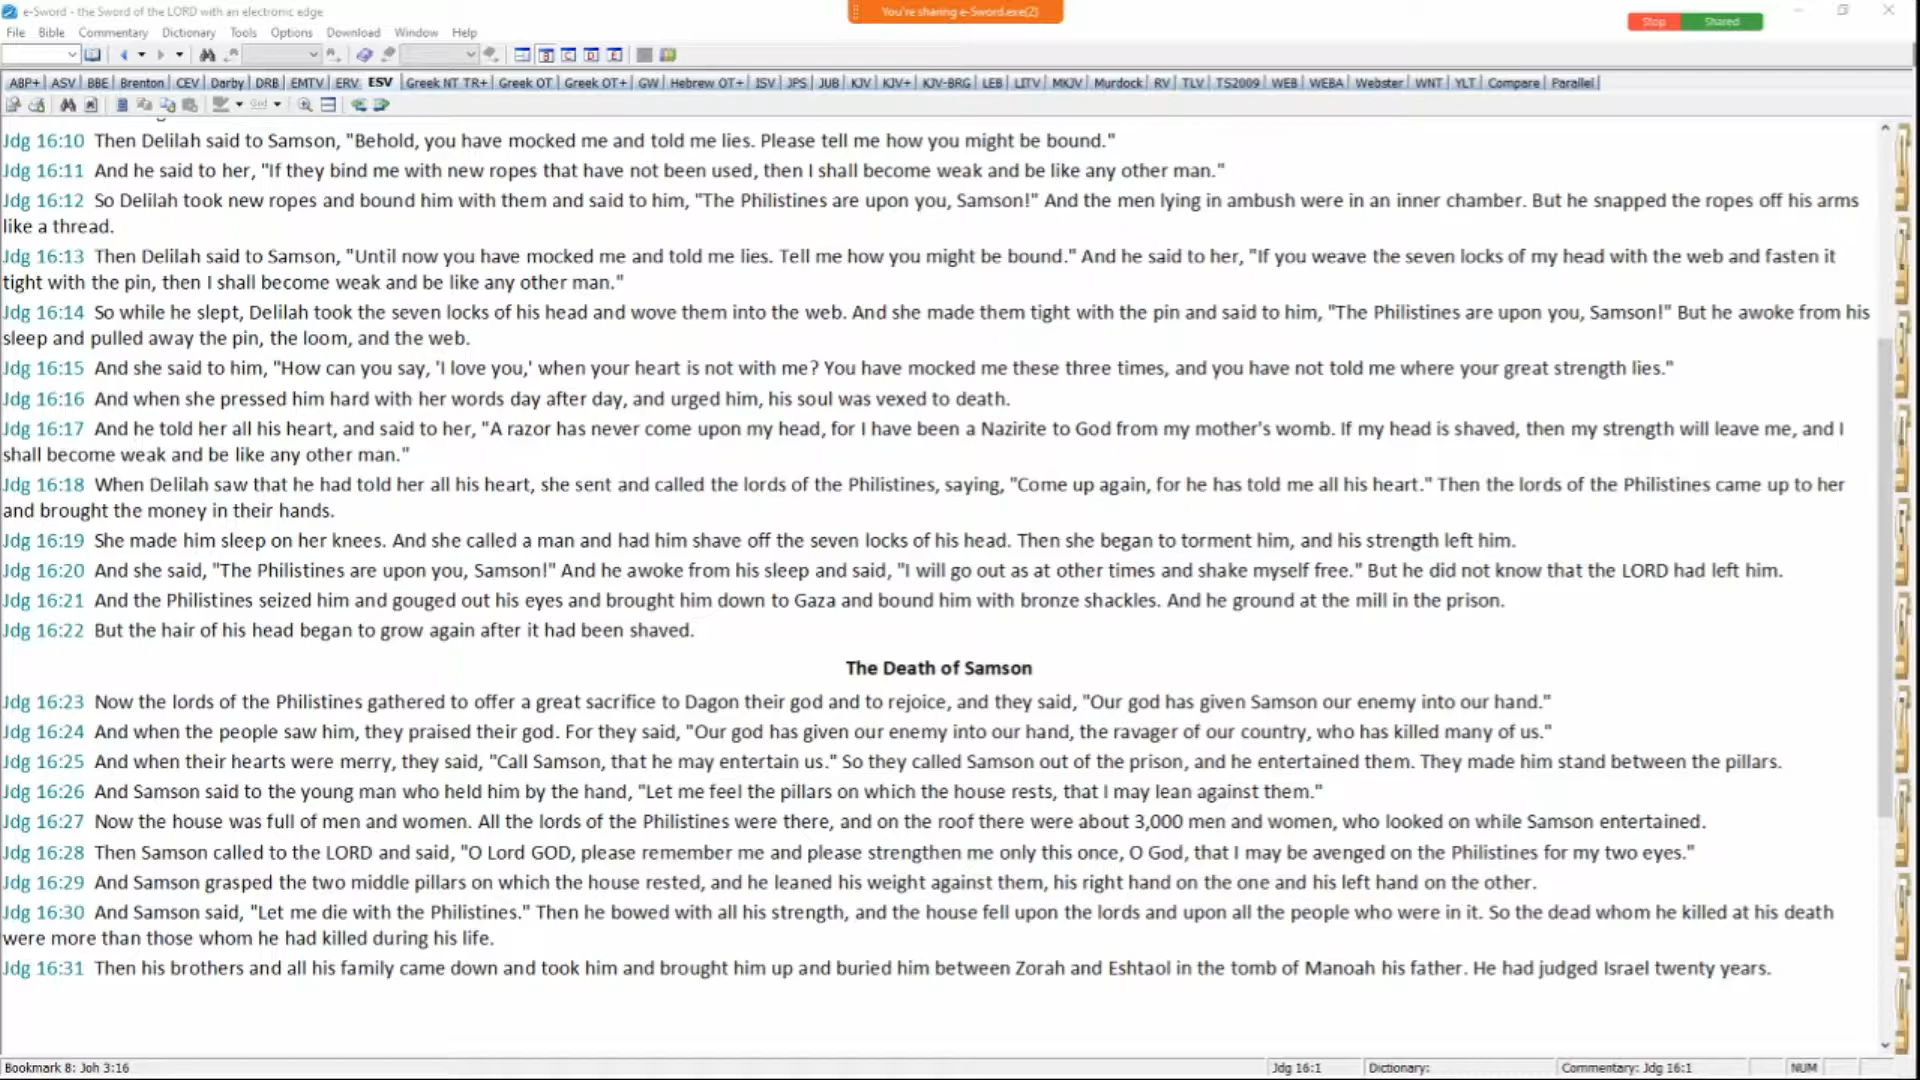 e-Sword - the Sword of the LORD with an electronic edge
You're sharing e-Sword.exe(2)
Stop Shared
File Bible Commentary Dictionary Tools Options Download Window Help
ABP+ ASV BBE Brenton CEV Darby DRB EMTV ERV ESV Greek NT TR+ Greek OT Greek OT+ GW Hebrew OT+ ISV JPS JUB KJV KJV+ KJV-BRG LEB LITV MKJV Murdock RV TLV TS2009 WEB WEBA Webster WNT YLT Compare Parallel
Jdg 16:10 Then Delilah said to Samson, "Behold, you have mocked me and told me lies. Please tell me how you might be bound."
Jdg 16:11 And he said to her, "If they bind me with new ropes that have not been used, then I shall become weak and be like any other man."
Jdg 16:12 So Delilah took new ropes and bound him with them and said to him, "The Philistines are upon you, Samson!" And the men lying in ambush were in an inner chamber. But he snapped the ropes off his arms
like a thread.
Jdg 16:13 Then Delilah said to Samson, "Until now you have mocked me and told me lies. Tell me how you might be bound." And he said to her, "If you weave the seven locks of my head with the web and fasten it
tight with the pin, then I shall become weak and be like any other man."
Jdg 16:14 So while he slept, Delilah took the seven locks of his head and wove them into the web. And she made them tight with the pin and said to him, "The Philistines are upon you, Samson!" But he awoke from his
sleep and pulled away the pin, the loom, and the web.
Jdg 16:15 And she said to him, "How can you say, 'I love you,' when your heart is not with me? You have mocked me these three times, and you have not told me where your great strength lies."
Jdg 16:16 And when she pressed him hard with her words day after day, and urged him, his soul was vexed to death.
Jdg 16:17 And he told her all his heart, and said to her, "A razor has never come upon my head, for I have been a Nazirite to God from my mother's womb. If my head is shaved, then my strength will leave me, and I
shall become weak and be like any other man."
Jdg 16:18 When Delilah saw that he had told her all his heart, she sent and called the lords of the Philistines, saying, "Come up again, for he has told me all his heart." Then the lords of the Philistines came up to her
and brought the money in their hands.
Jdg 16:19 She made him sleep on her knees. And she called a man and had him shave off the seven locks of his head. Then she began to torment him, and his strength left him.
Jdg 16:20 And she said, "The Philistines are upon you, Samson!" And he awoke from his sleep and said, "I will go out as at other times and shake myself free." But he did not know that the LORD had left him.
Jdg 16:21 And the Philistines seized him and gouged out his eyes and brought him down to Gaza and bound him with bronze shackles. And he ground at the mill in the prison.
Jdg 16:22 But the hair of his head began to grow again after it had been shaved.
The Death of Samson
Jdg 16:23 Now the lords of the Philistines gathered to offer a great sacrifice to Dagon their god and to rejoice, and they said, "Our god has given Samson our enemy into our hand."
Jdg 16:24 And when the people saw him, they praised their god. For they said, "Our god has given our enemy into our hand, the ravager of our country, who has killed many of us."
Jdg 16:25 And when their hearts were merry, they said, "Call Samson, that he may entertain us." So they called Samson out of the prison, and he entertained them. They made him stand between the pillars.
Jdg 16:26 And Samson said to the young man who held him by the hand, "Let me feel the pillars on which the house rests, that I may lean against them."
Jdg 16:27 Now the house was full of men and women. All the lords of the Philistines were there, and on the roof there were about 3,000 men and women, who looked on while Samson entertained.
Jdg 16:28 Then Samson called to the LORD and said, "O Lord GOD, please remember me and please strengthen me only this once, O God, that I may be avenged on the Philistines for my two eyes."
Jdg 16:29 And Samson grasped the two middle pillars on which the house rested, and he leaned his weight against them, his right hand on the one and his left hand on the other.
Jdg 16:30 And Samson said, "Let me die with the Philistines." Then he bowed with all his strength, and the house fell upon the lords and upon all the people who were in it. So the dead whom he killed at his death
were more than those whom he had killed during his life.
Jdg 16:31 Then his brothers and all his family came down and took him and brought him up and buried him between Zorah and Eshtaol in the tomb of Manoah his father. He had judged Israel twenty years.
Bookmark 8: Joh 3:16 Jdg 16:1 Dictionary: Commentary: Jdg 16:1 NUM